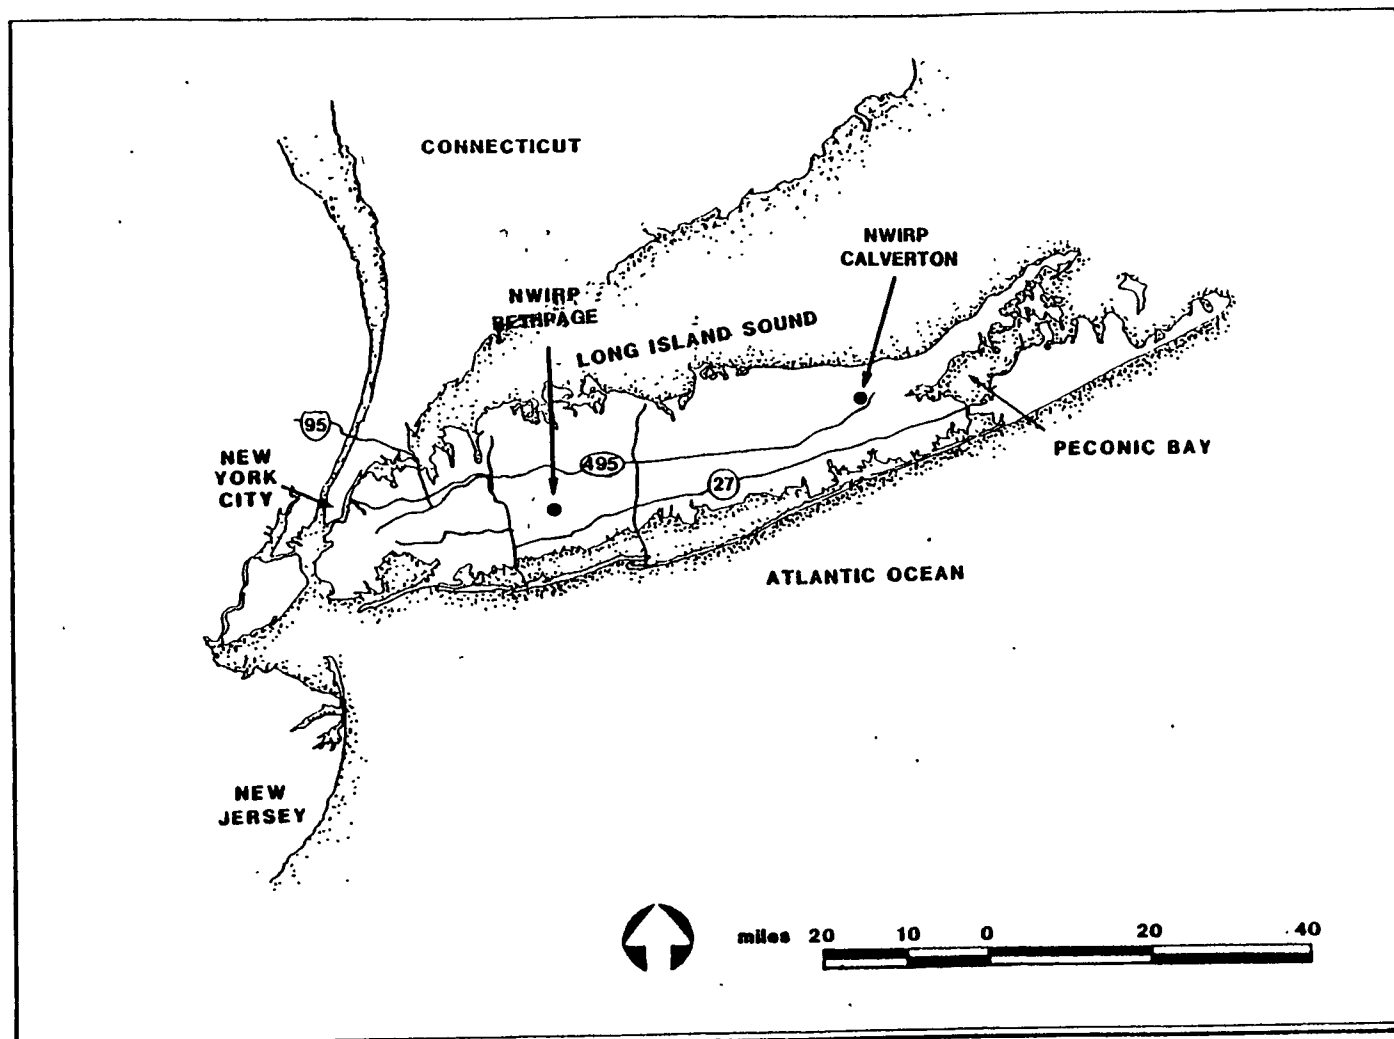 CONNECTICUT
NWIRP
CALVERTON
NWIRP
BETHPAGE
LONG ISLAND SOUND
95
NEW
YORK
CITY
495
27
PECONIC BAY
ATLANTIC OCEAN
NEW
JERSEY
miles 20 10 0 20 40